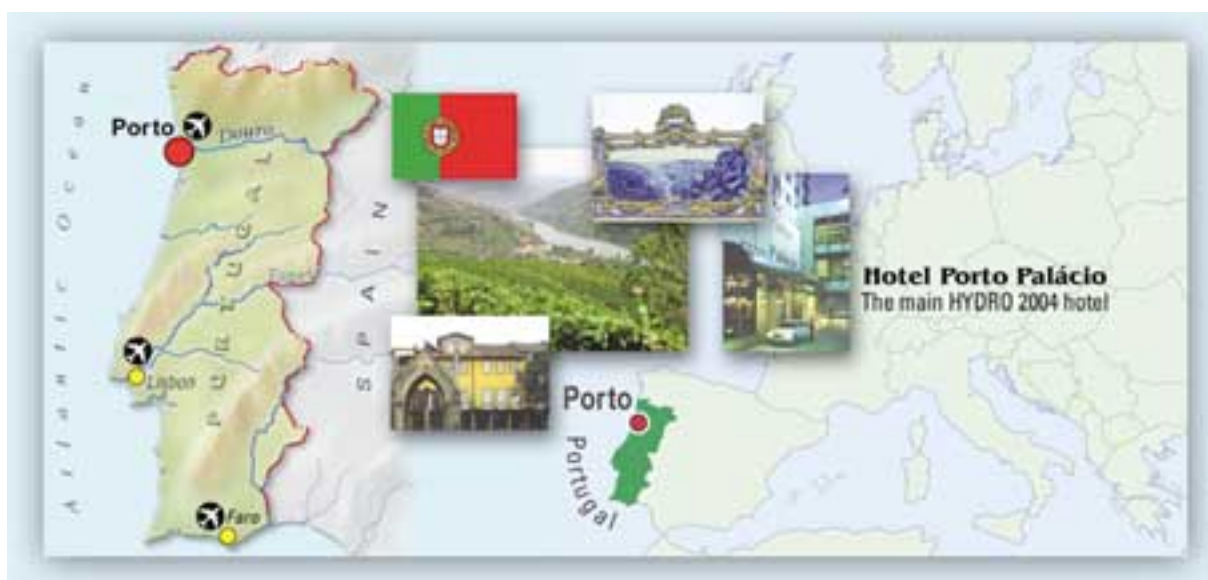 Atlantic Ocean
Porto
Douro
PORTUGAL
SPAIN
Lisbon
Faro
Hotel Porto Palácio
The main HYDRO 2004 hotel
Porto
Portugal